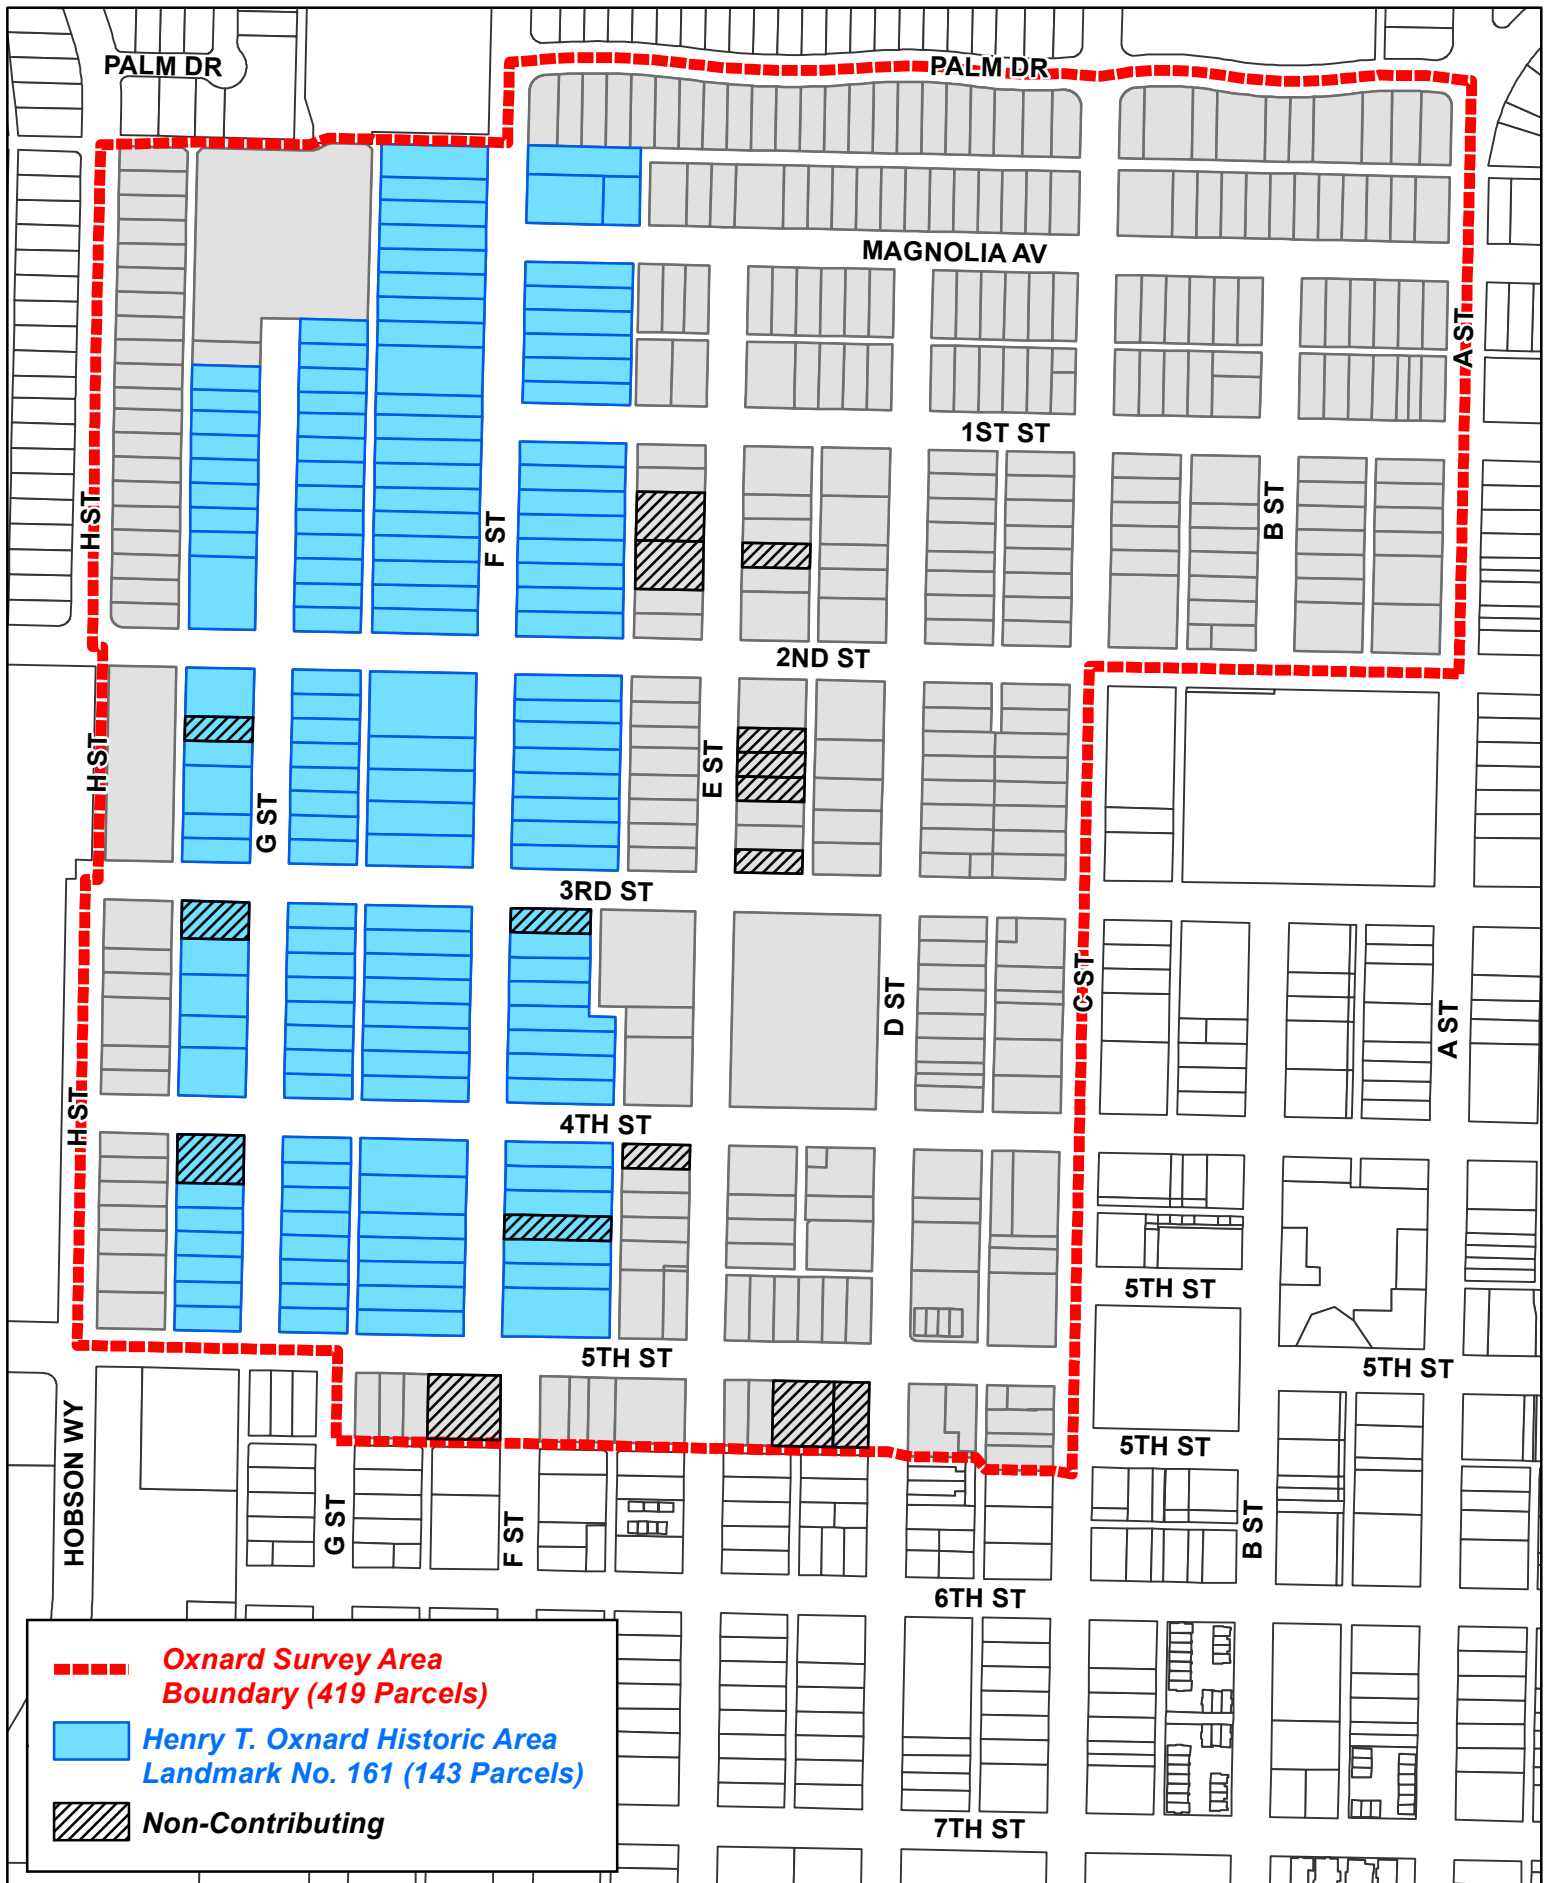 PALM DR
PALM DR
MAGNOLIA AV
A ST
1ST ST
H ST
F ST
B ST
2ND ST
H ST
E ST
G ST
3RD ST
C ST
D ST
A ST
H ST
4TH ST
5TH ST
5TH ST
5TH ST
HOBSON WY
5TH ST
G ST
F ST
B ST
6TH ST
Oxnard Survey Area
Boundary (419 Parcels)
Henry T. Oxnard Historic Area
Landmark No. 161 (143 Parcels)
Non-Contributing
7TH ST